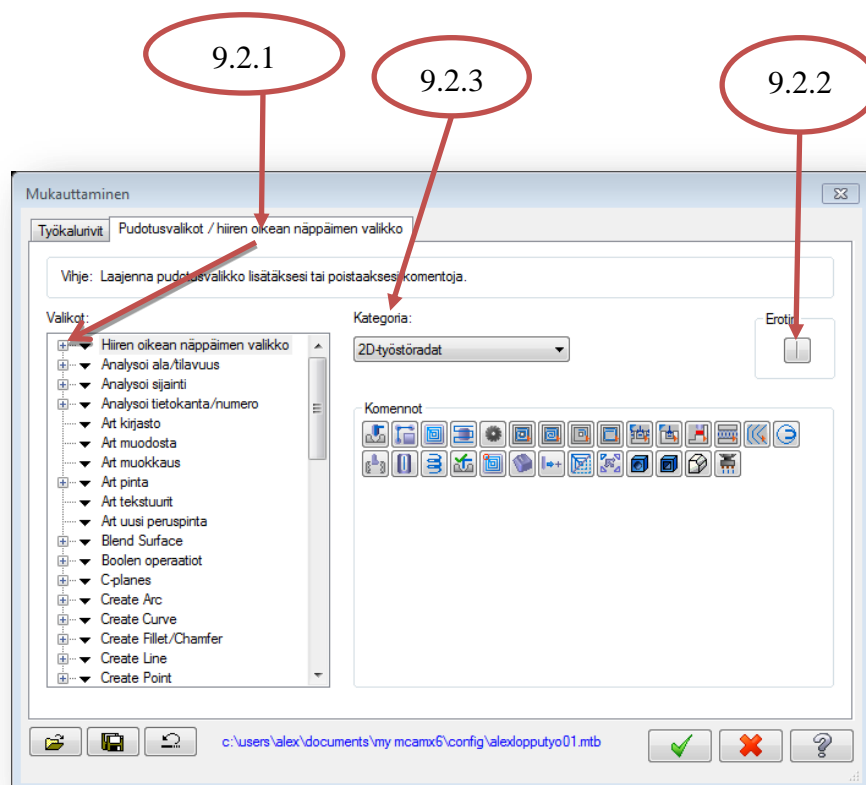 9.2.1
9.2.3
9.2.2
Mukauttaminen
Työkalurivit
Pudotusvalikot / hiiren oikean näppäimen valikko
Vihje: Laajenna pudotusvalikko lisätäksesi tai poistaaksesi komentoja.
Valikot:
Kategoria:
Erotin
Hiiren oikean näppäimen valikko
Analysoi ala/tilavuus
Analysoi sijainti
Analysoi tietokanta/numero
Art kirjasto
Art muodosta
Art muokkaus
Art pinta
Art tekstuurit
Art uusi peruspinta
Blend Surface
Boolen operaatiot
C-planes
Create Arc
Create Curve
Create Fillet/Chamfer
Create Line
Create Point
2D-työstöradat
Komennot
c:\users\alex\documents\my mcamx6\config\alexlopputyo01.mtb